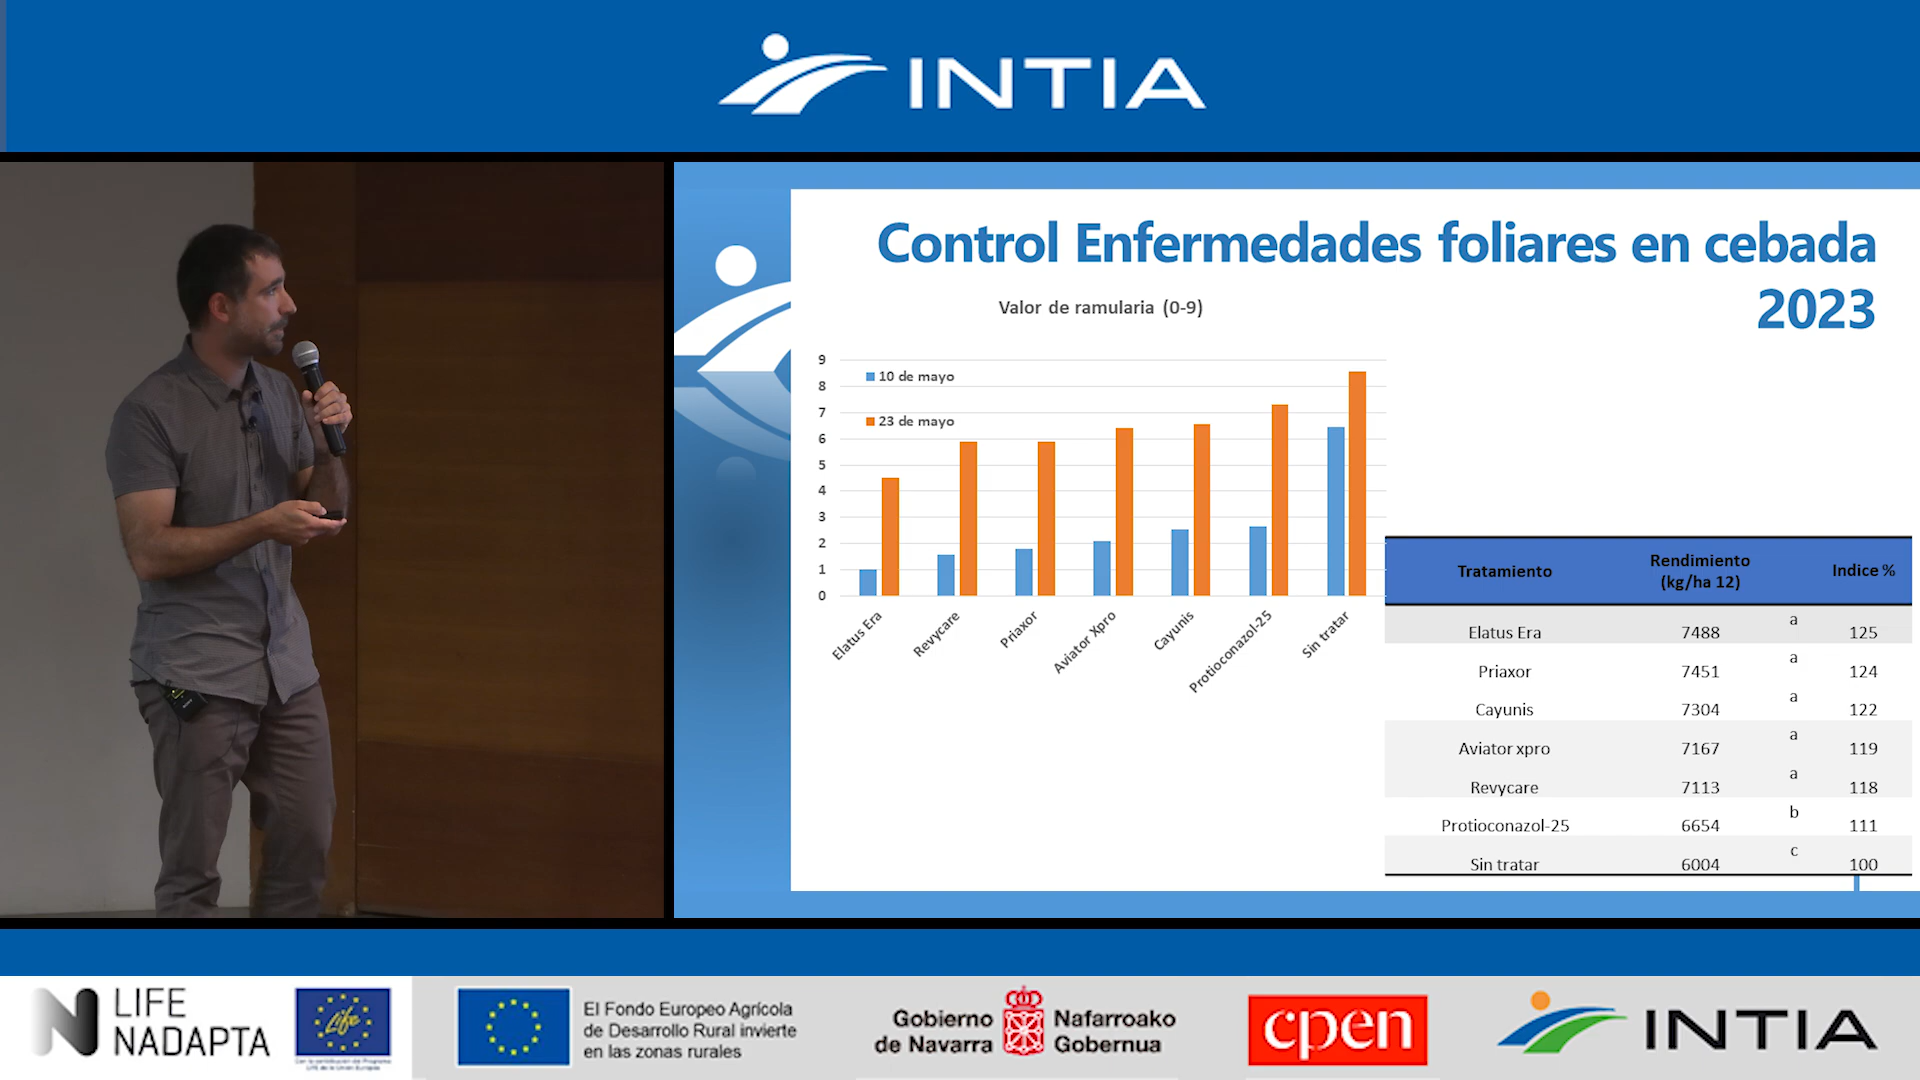 INTIA
Control Enfermedades foliares en cebada
2023
Valor de ramularia (0-9)
9
8
7
6
5
4
3
2
1
0
10 de mayo
23 de mayo
Elatus Era
Revycare
Priaxor
Aviator Xpro
Cayunis
Protioconazol-25
Sin tratar
Tratamiento Rendimiento (kg/ha 12) Indice %
Elatus Era 7488 a 125
Priaxor 7451 a 124
Cayunis 7304 a 122
Aviator xpro 7167 a 119
Revycare 7113 a 118
Protioconazol-25 6654 b 111
Sin tratar 6004 c 100
LIFE
NADAPTA
Life
El Fondo Europeo Agrícola
de Desarrollo Rural invierte
en las zonas rurales
Gobierno
de Navarra
Nafarroako
Gobernua
cpen
INTIA